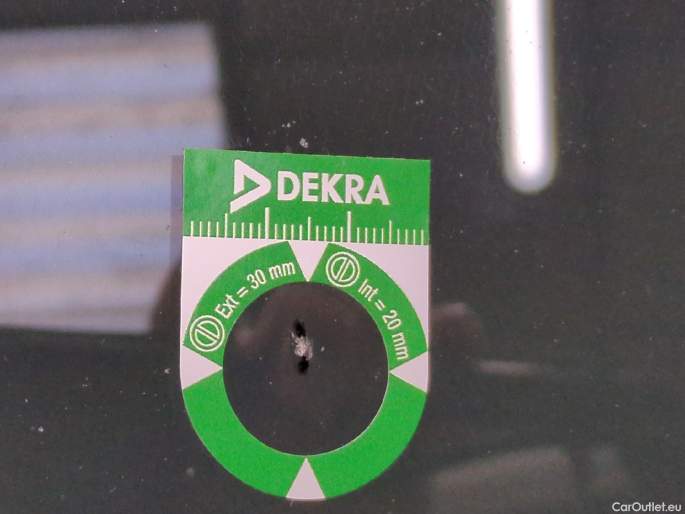 DEKRA
Ext = 30 mm
Int = 20 mm
CarOutlet.eu